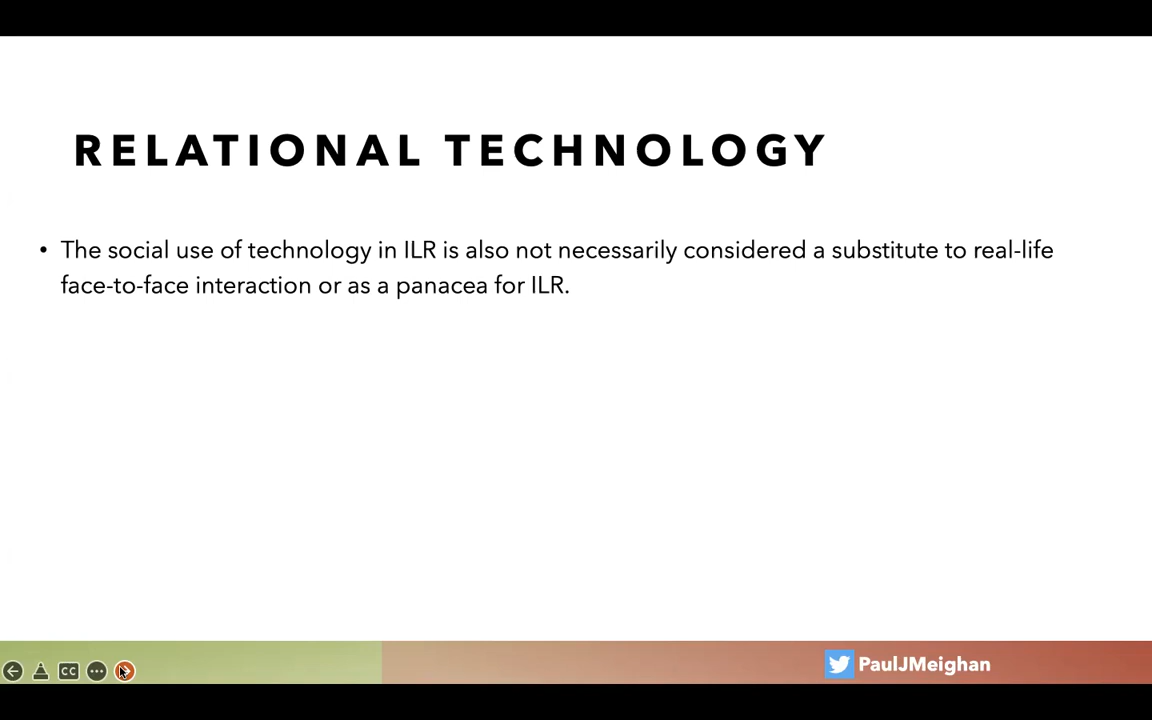 RELATIONAL TECHNOLOGY
• The social use of technology in ILR is also not necessarily considered a substitute to real-life
face-to-face interaction or as a panacea for ILR.
CC
PaulJMeighan